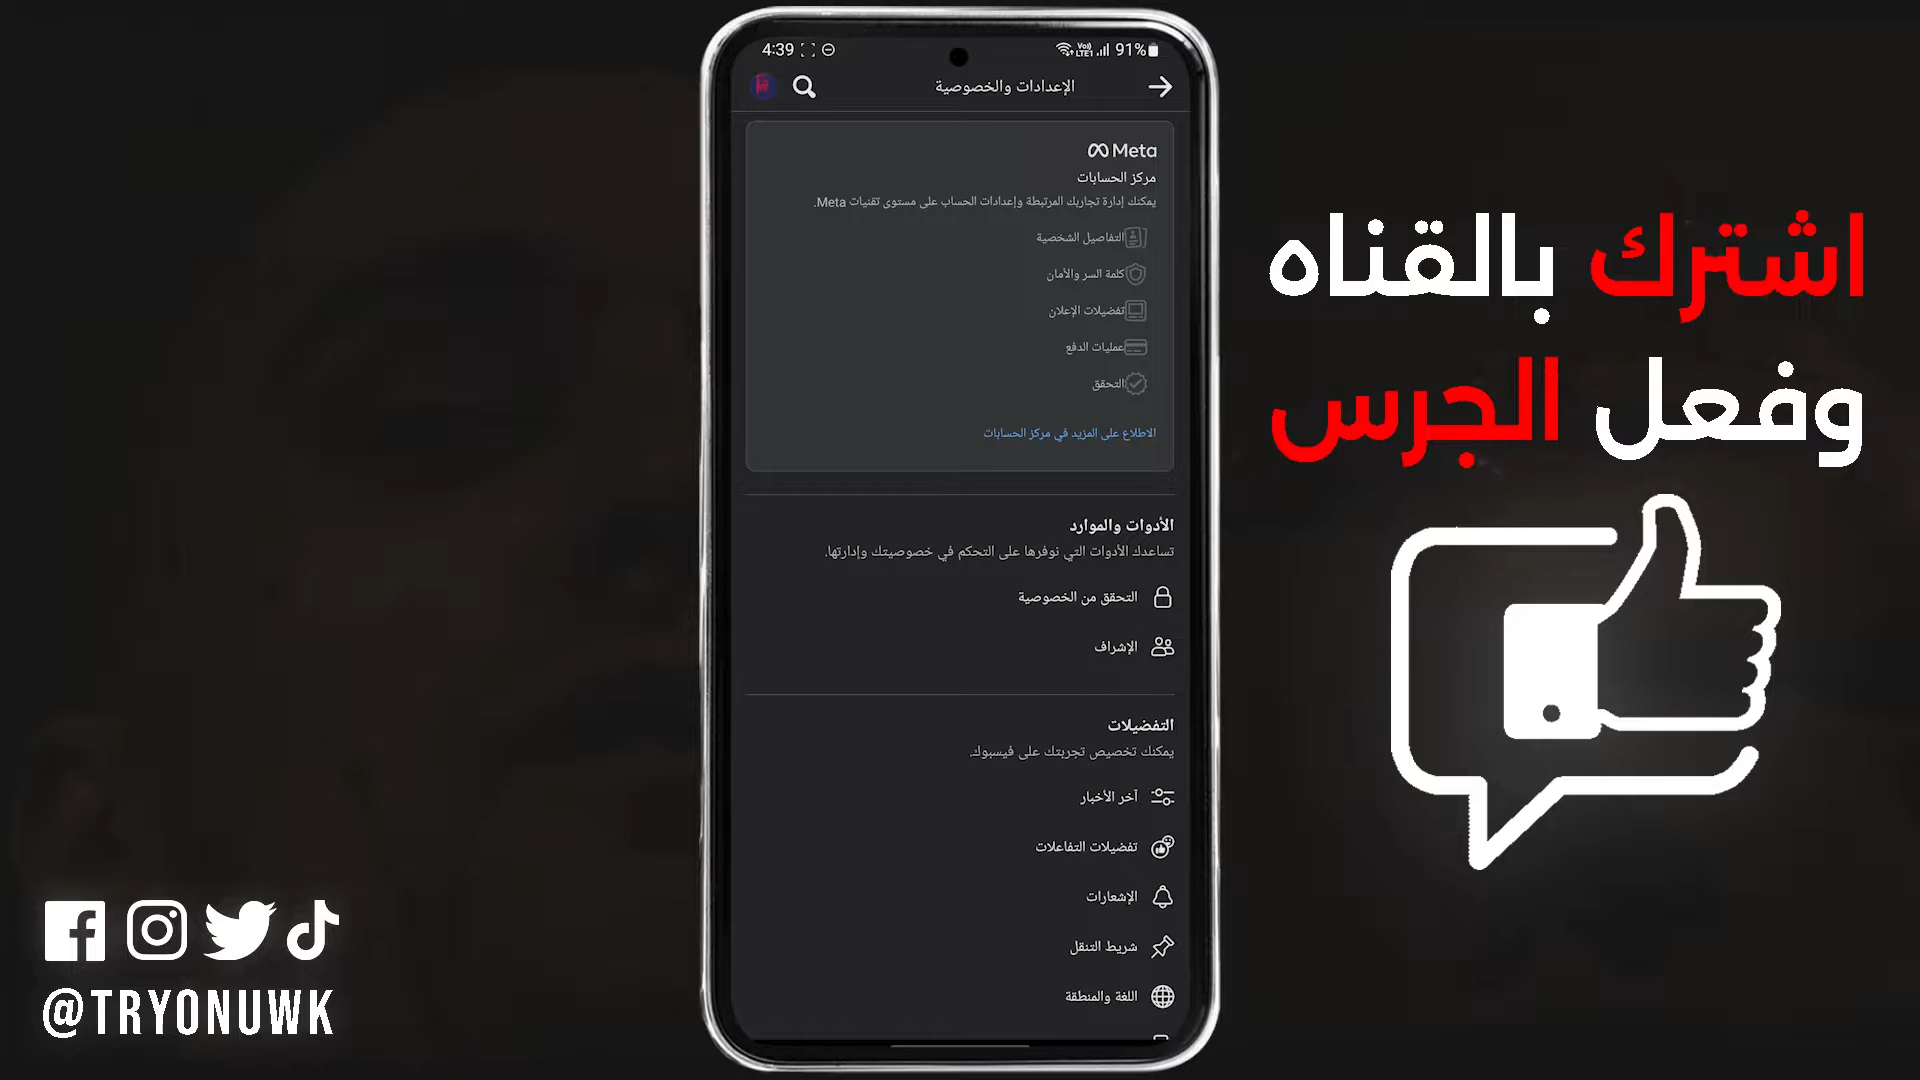 4:39
VoI) LTE1 91%
الإعدادات والخصوصية
Meta
مركز الحسابات
يمكنك إدارة تجاربك المرتبطة وإعدادات الحساب على مستوى تقنيات Meta.
التفاصيل الشخصية
كلمة السر والأمان
تفضيلات الإعلان
عمليات الدفع
التحقق
الاطلاع على المزيد في مركز الحسابات
الأدوات والموارد
تساعدك الأدوات التي نوفرها على التحكم في خصوصيتك وإدارتها.
التحقق من الخصوصية
الإشراف
التفضيلات
يمكنك تخصيص تجربتك على فيسبوك.
آخر الأخبار
تفضيلات التفاعلات
الإشعارات
شريط التنقل
اللغة والمنطقة
اشترك بالقناه
وفعل الجرس
@TRYONUWK